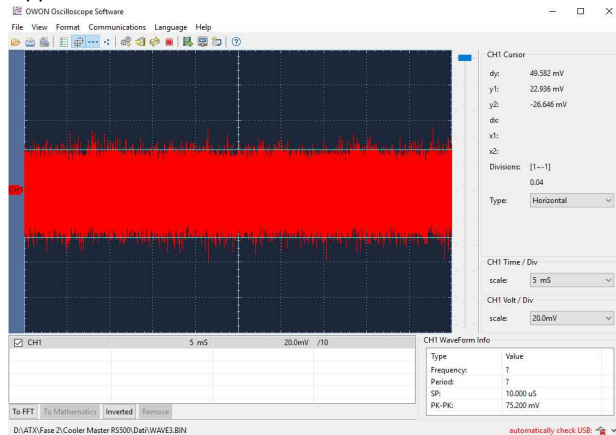 OWON Oscilloscope Software
File View Format Communications Language Help
CH1 Cursor
dy: 49.582 mV
y1: 22.936 mV
y2: -26.646 mV
dx:
x1:
x2:
Divisions: [1~-1]
0.04
Type: Horizontal
CH1 Time / Div
scale: 5 mS
CH1 Volt / Div
scale: 20.0mV
CH1 5 mS 20.0mV /10
CH1 WaveForm Info
Type Value
Frequency: ?
Period: ?
SP: 10.000 uS
PK-PK: 75.200 mV
To FFT To Mathematics Inverted Remove
D:\ATX\Fase 2\Cooler Master RS500\Dati\WAVE3.BIN
automatically check USB: